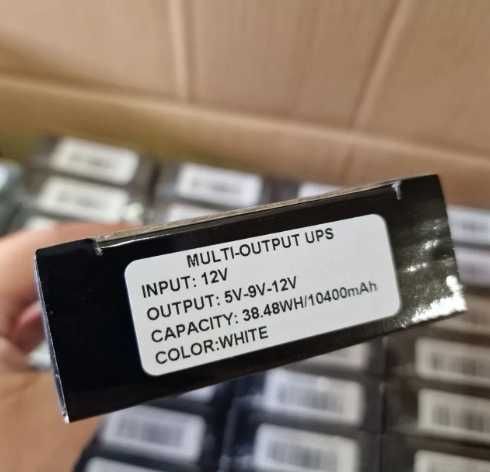 MULTI-OUTPUT UPS
INPUT: 12V
OUTPUT: 5V-9V-12V
CAPACITY: 38.48WH/10400mAh
COLOR:WHITE